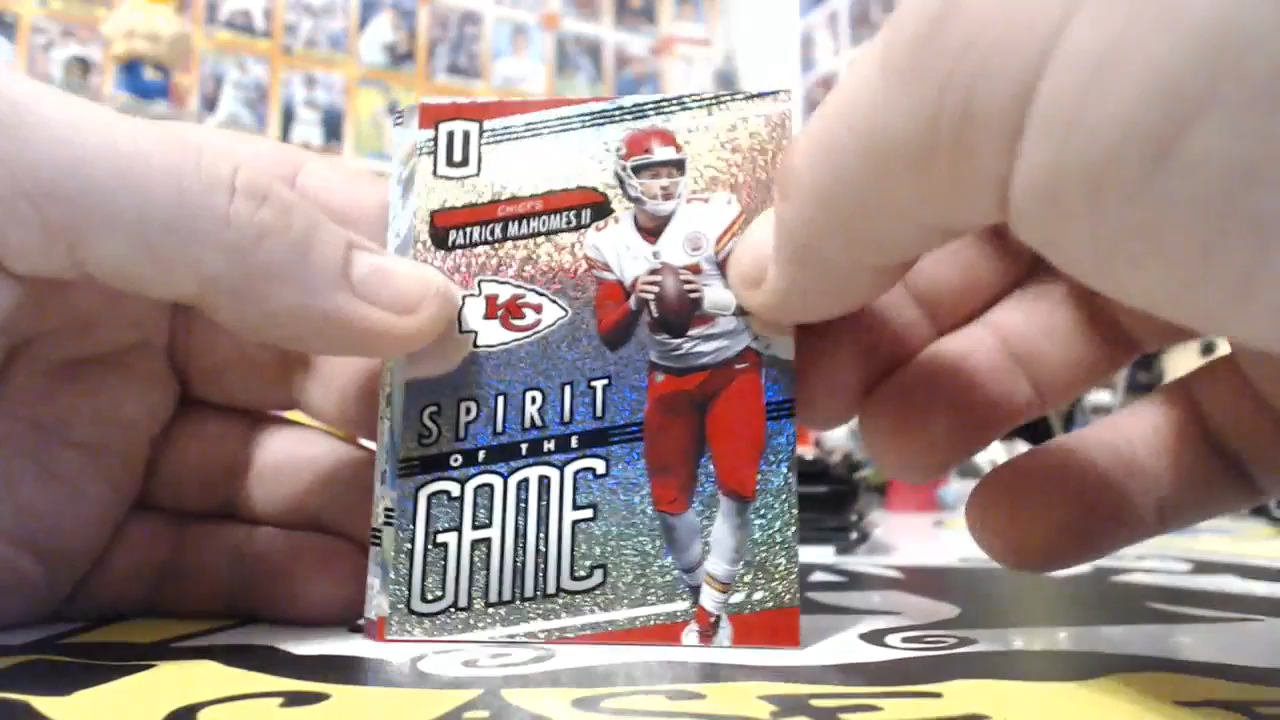 U
CHIEFS
PATRICK MAHOMES II
KC
SPIRIT
OF THE
GAME